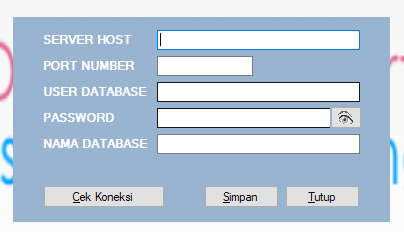 SERVER HOST
PORT NUMBER
USER DATABASE
PASSWORD
NAMA DATABASE
Cek Koneksi
Simpan
Tutup